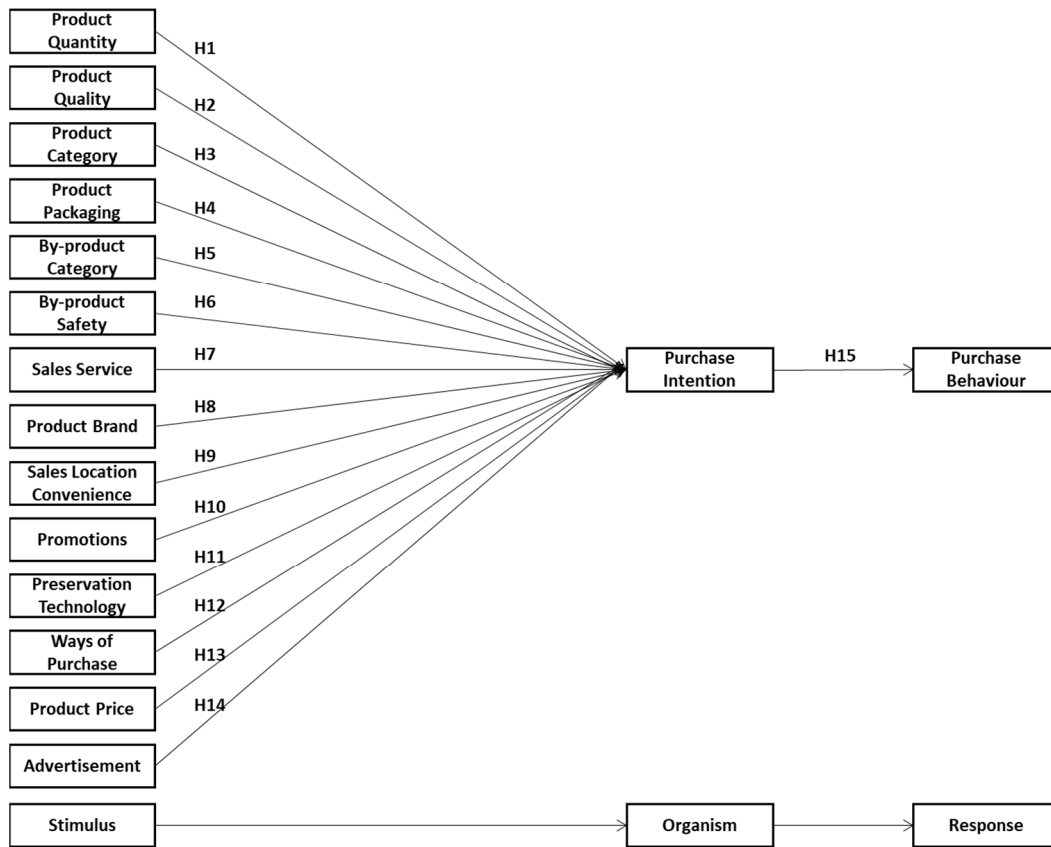 Product
Quantity
H1
Product
Quality
H2
Product
Category
H3
Product
Packaging
H4
By-product
Category
H5
By-product
Safety
H6
Sales Service
H7
Purchase
Intention
H15
Purchase
Behaviour
Product Brand
H8
Sales Location
Convenience
H9
Promotions
H10
Preservation
Technology
H11
Ways of
Purchase
H12
Product Price
H13
Advertisement
H14
Stimulus
Organism
Response